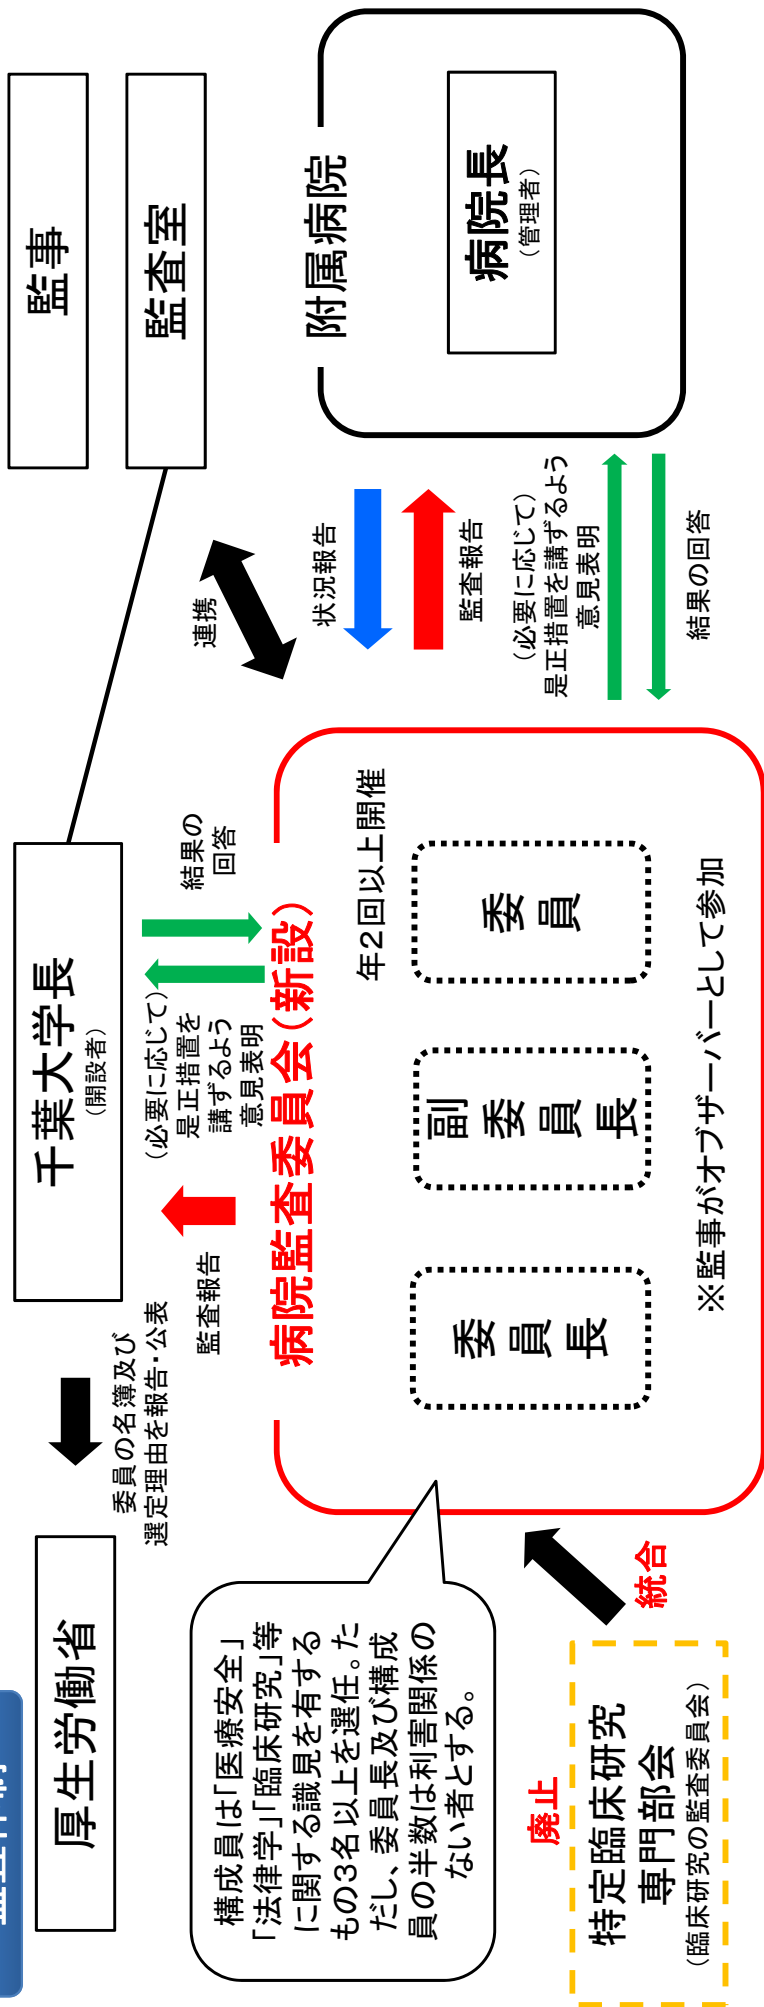 厚生労働省
委員の名簿及び
選定理由を報告・公表
千葉大学長
（開設者）
監事
監査室
監査報告
（必要に応じて）
是正措置を
講ずるよう
意見表明
結果の
回答
連携
構成員は「医療安全」
「法律学」「臨床研究」等
に関する識見を有する
もの3名以上を選任。た
だし、委員長及び構成
員の半数は利害関係の
ない者とする。
病院監査委員会（新設）
年2回以上開催
委員長
副委員長
委員
※監事がオブザーバーとして参加
状況報告
監査報告
（必要に応じて）
是正措置を講ずるよう
意見表明
結果の回答
附属病院
病院長
（管理者）
廃止
特定臨床研究
専門部会
（臨床研究の監査委員会）
統合